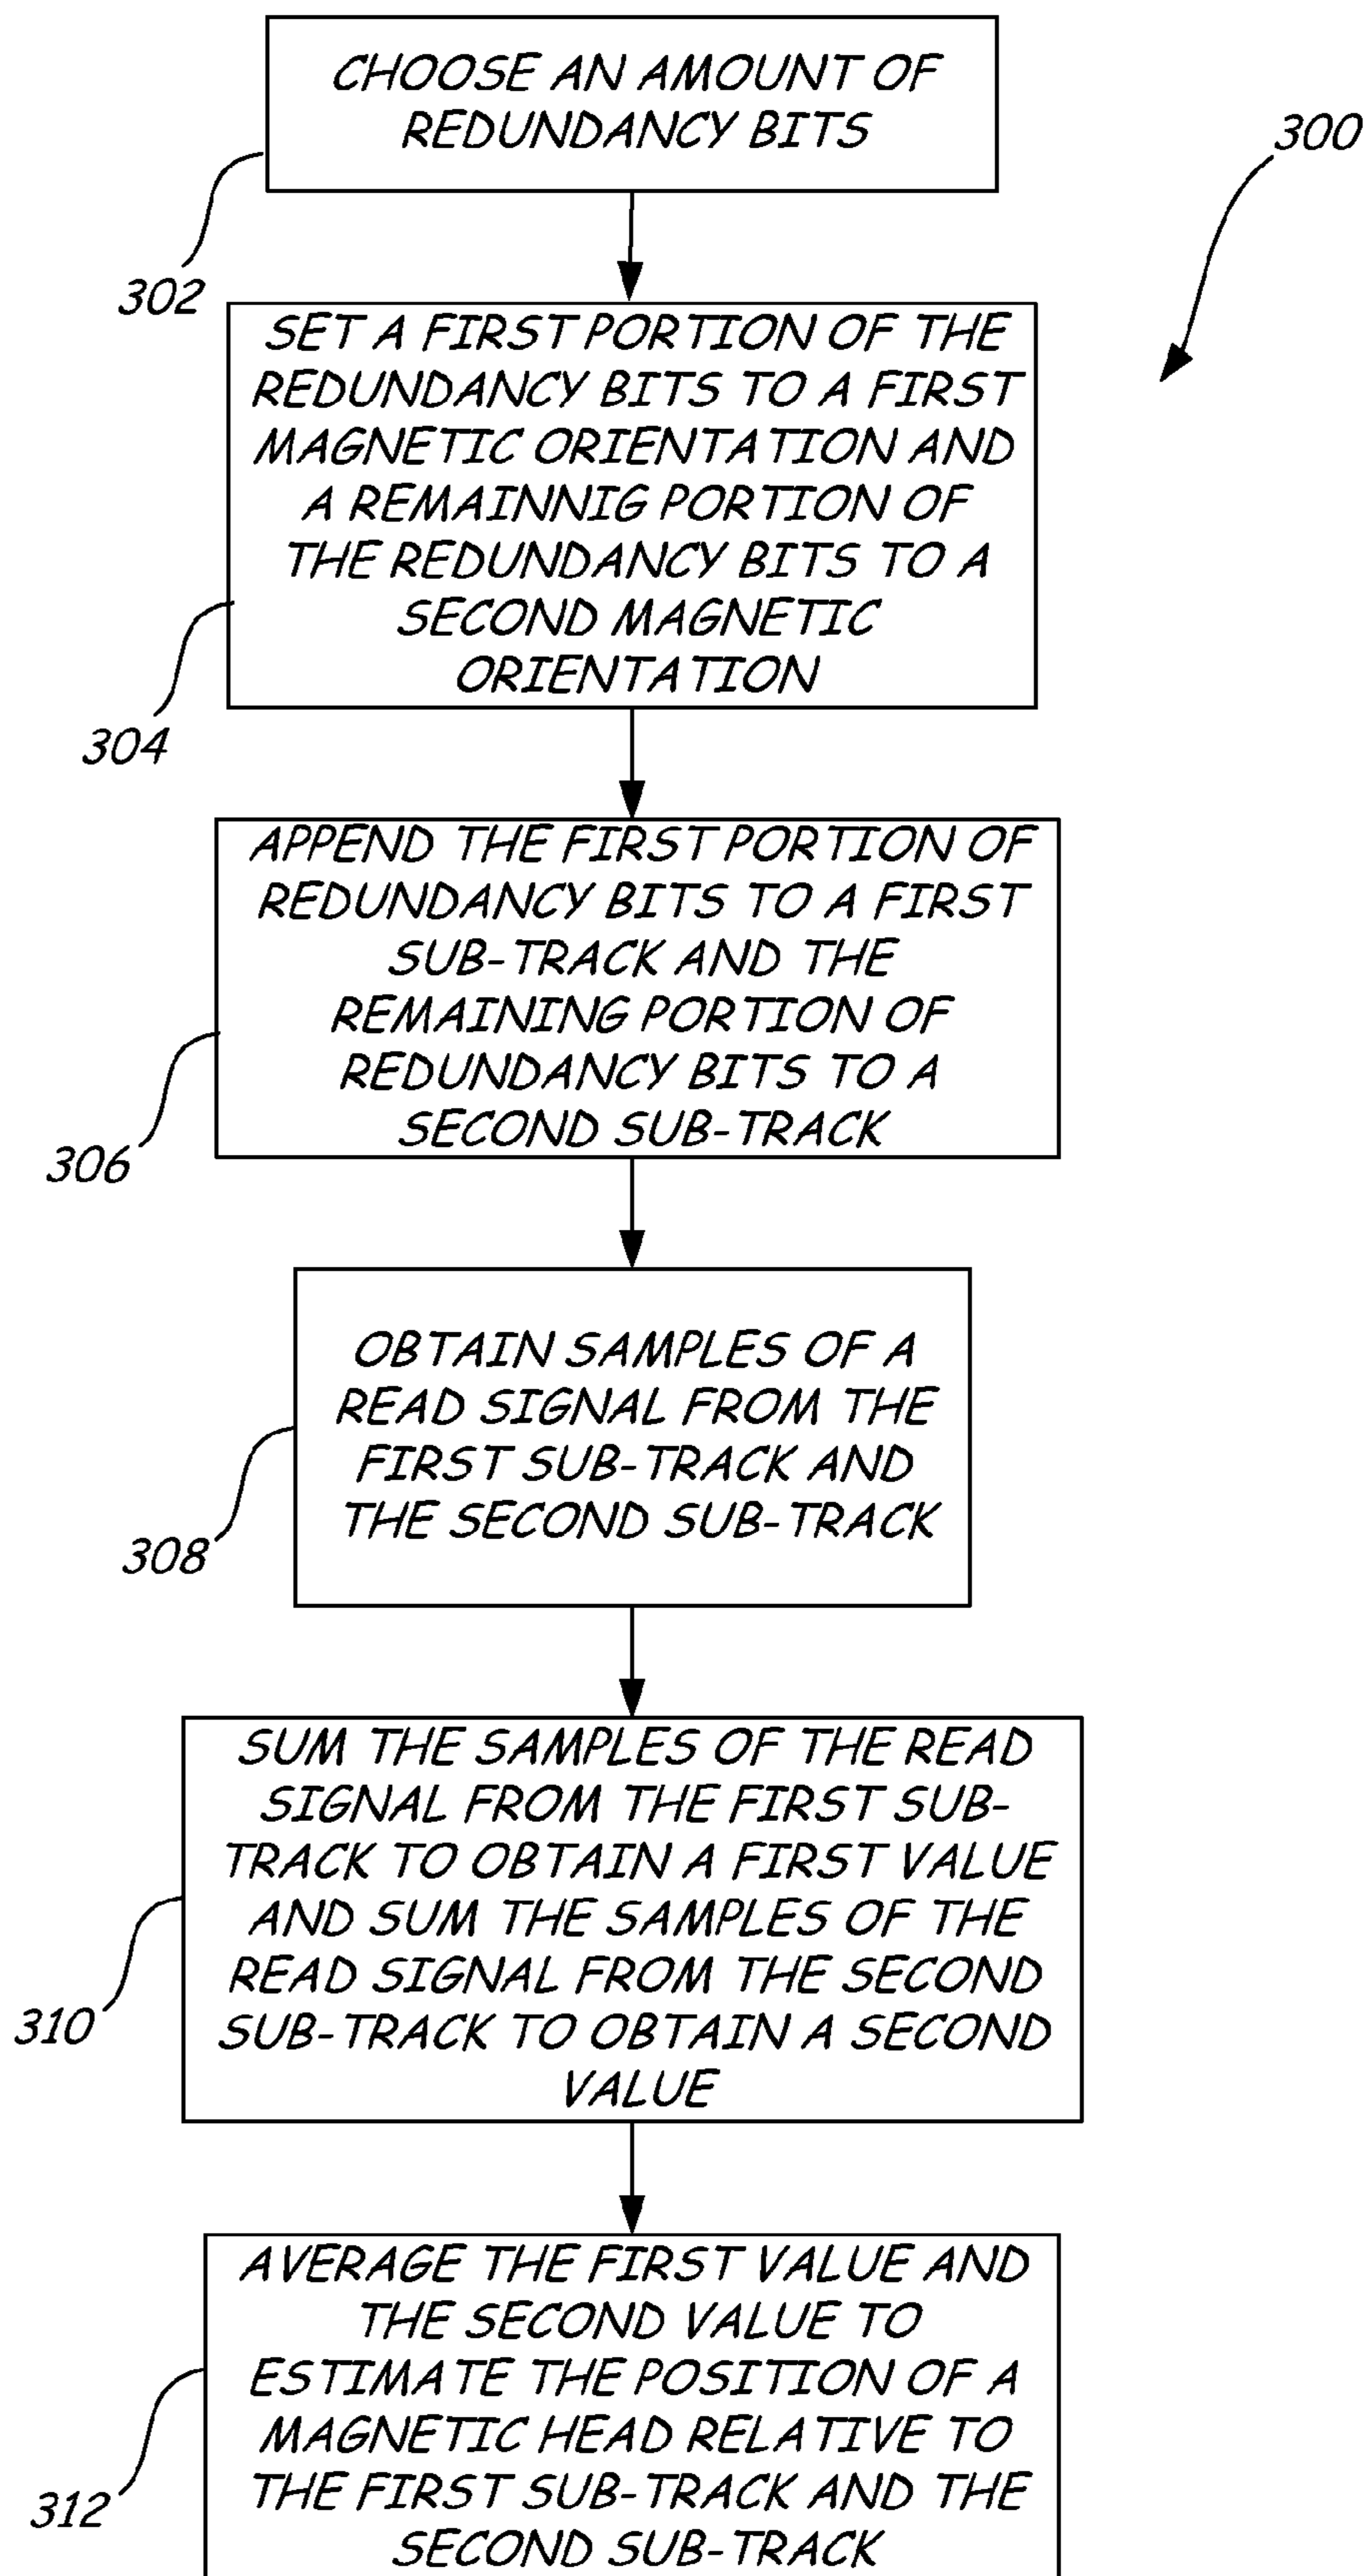 CHOOSE AN AMOUNT OF
REDUNDANCY BITS
300
302
SET A FIRST PORTION OF THE
REDUNDANCY BITS TO A FIRST
MAGNETIC ORIENTATION AND
A REMAINNIG PORTION OF
THE REDUNDANCY BITS TO A
SECOND MAGNETIC
ORIENTATION
304
APPEND THE FIRST PORTION OF
REDUNDANCY BITS TO A FIRST
SUB-TRACK AND THE
REMAINING PORTION OF
REDUNDANCY BITS TO A
SECOND SUB-TRACK
306
OBTAIN SAMPLES OF A
READ SIGNAL FROM THE
FIRST SUB-TRACK AND
THE SECOND SUB-TRACK
308
SUM THE SAMPLES OF THE READ
SIGNAL FROM THE FIRST SUB-
TRACK TO OBTAIN A FIRST VALUE
AND SUM THE SAMPLES OF THE
READ SIGNAL FROM THE SECOND
SUB-TRACK TO OBTAIN A SECOND
VALUE
310
AVERAGE THE FIRST VALUE AND
THE SECOND VALUE TO
ESTIMATE THE POSITION OF A
MAGNETIC HEAD RELATIVE TO
THE FIRST SUB-TRACK AND THE
SECOND SUB-TRACK
312